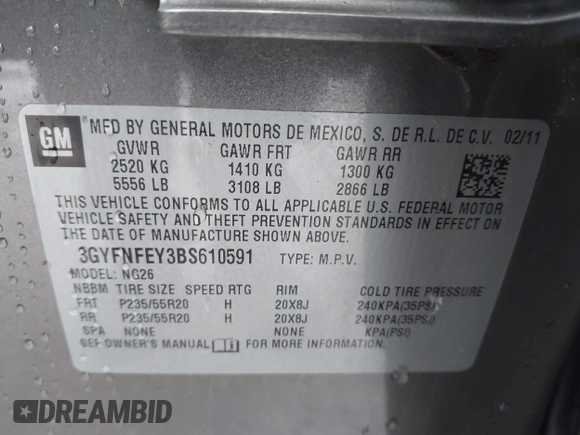 GM
MFD BY GENERAL MOTORS DE MEXICO, S. DE R.L. DE C.V. 02/11
GVWR GAWR FRT GAWR RR
2520 KG 1410 KG 1300 KG
5556 LB 3108 LB 2866 LB
THIS VEHICLE CONFORMS TO ALL APPLICABLE U.S. FEDERAL MOTOR
VEHICLE SAFETY AND THEFT PREVENTION STANDARDS IN EFFECT ON
THE DATE OF MANUFACTURE SHOWN ABOVE.
3GYFNFEY3BS610591 TYPE: M.P.V.
MODEL: NG26
NBBM TIRE SIZE SPEED RTG RIM COLD TIRE PRESSURE
FRT P235/55R20 H 20X8J 240KPA(35PSI)
RR P235/55R20 H 20X8J 240KPA(35PSI)
SPA NONE NONE KPA(PSI)
SEE OWNER'S MANUAL FOR MORE INFORMATION.
DREAMBID